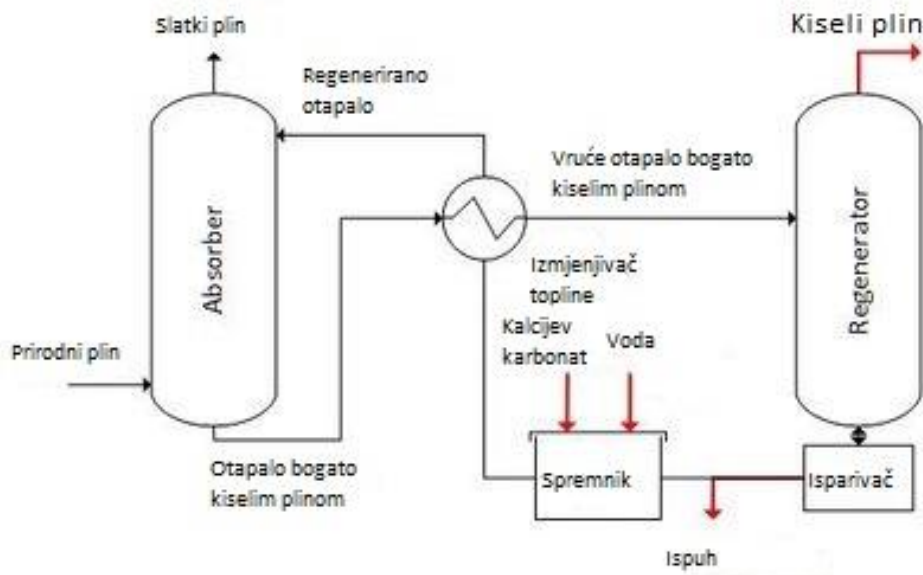 Slatki plin
Kiseli plin
Regenerirano
otapalo
Vruće otapalo bogato
kiselim plinom
Absorber
Regenerator
Izmjenjivač
topline
Kalcijev
karbonat
Voda
Prirodni plin
Otapalo bogato
kiselim plinom
Spremnik
Isparivač
Ispuh